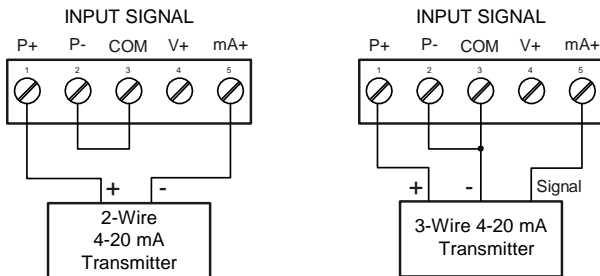 INPUT SIGNAL
P+ P- COM V+ mA+
1 2 3 4 5
+ -
2-Wire
4-20 mA
Transmitter
INPUT SIGNAL
P+ P- COM V+ mA+
1 2 3 4 5
+ - Signal
3-Wire 4-20 mA
Transmitter